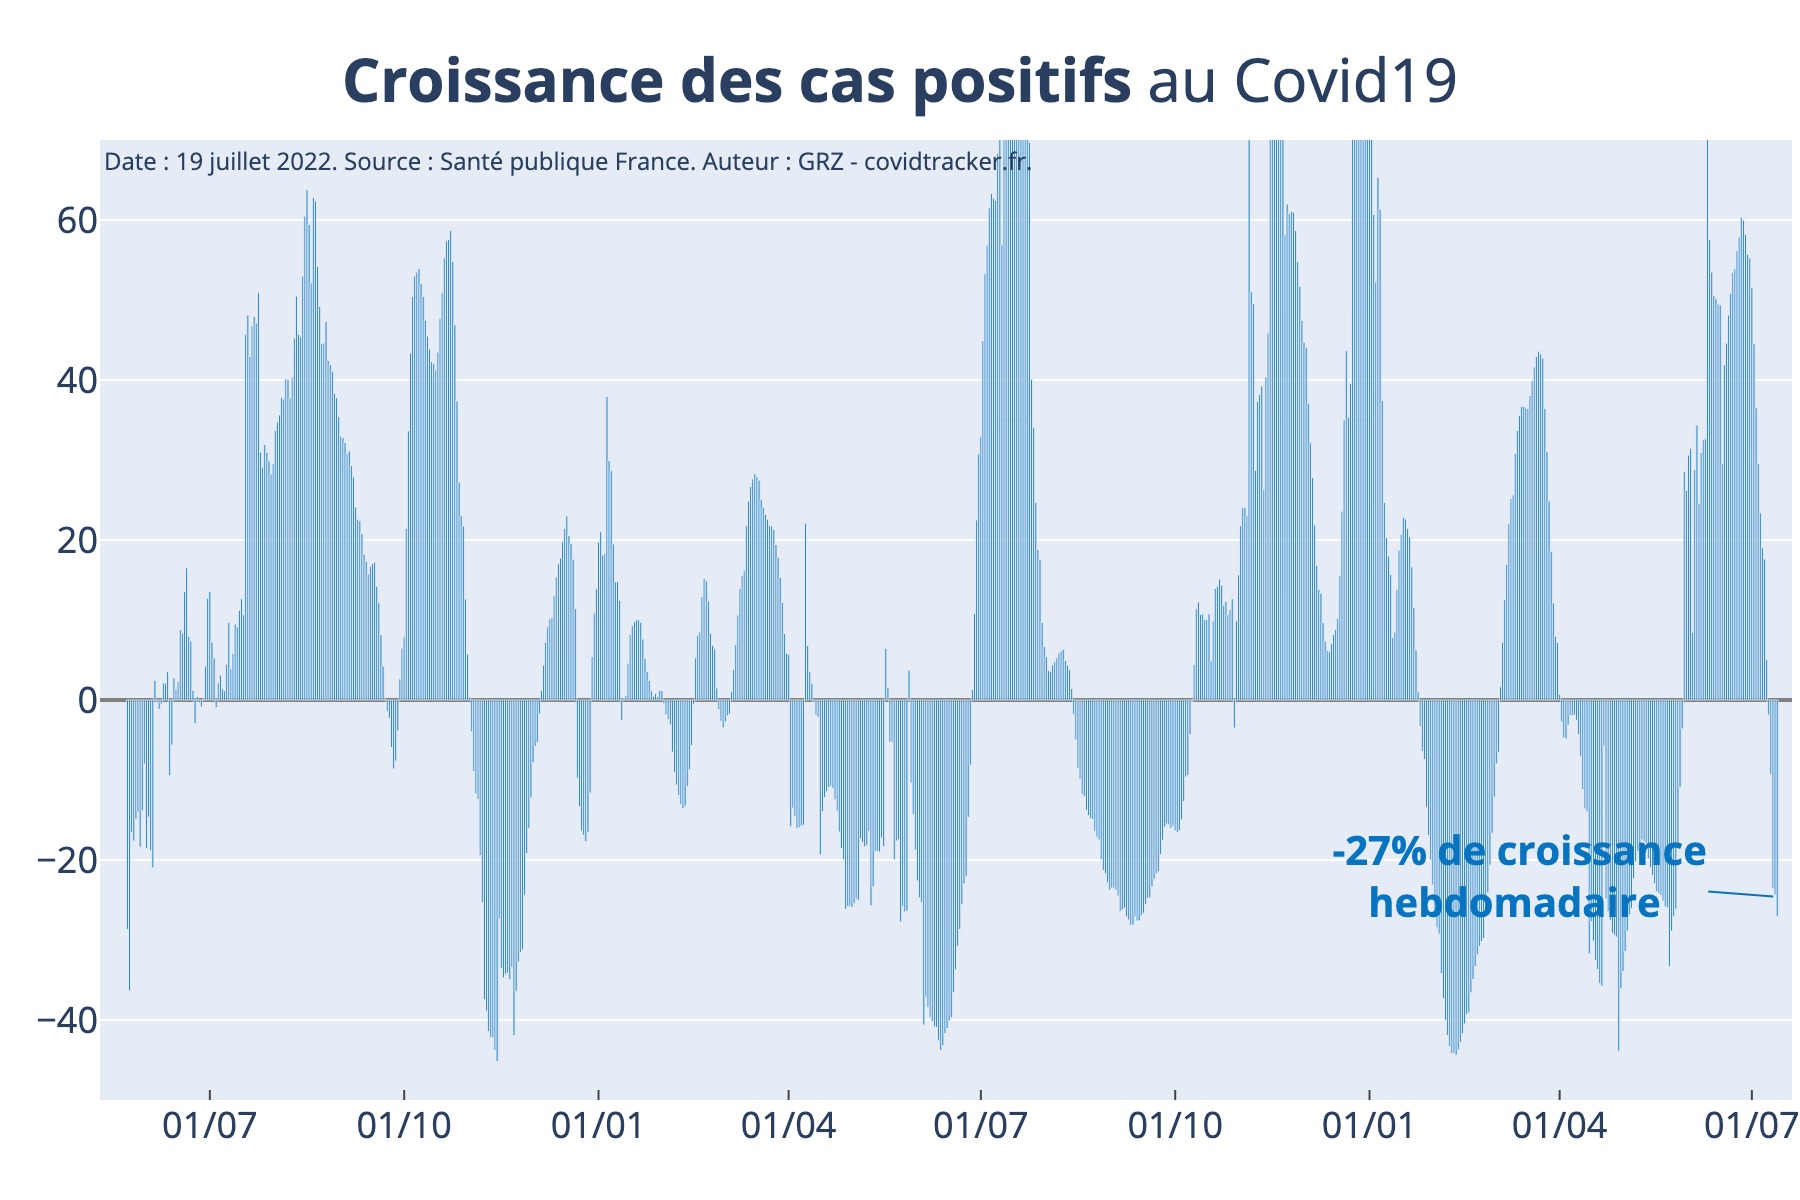 Croissance des cas positifs au Covid19
Date : 19 juillet 2022. Source : Santé publique France. Auteur : GRZ - covidtracker.fr.
60
40
20
0
−20
−40
-27% de croissance
hebdomadaire
01/07 01/10 01/01 01/04 01/07 01/10 01/01 01/04 01/07